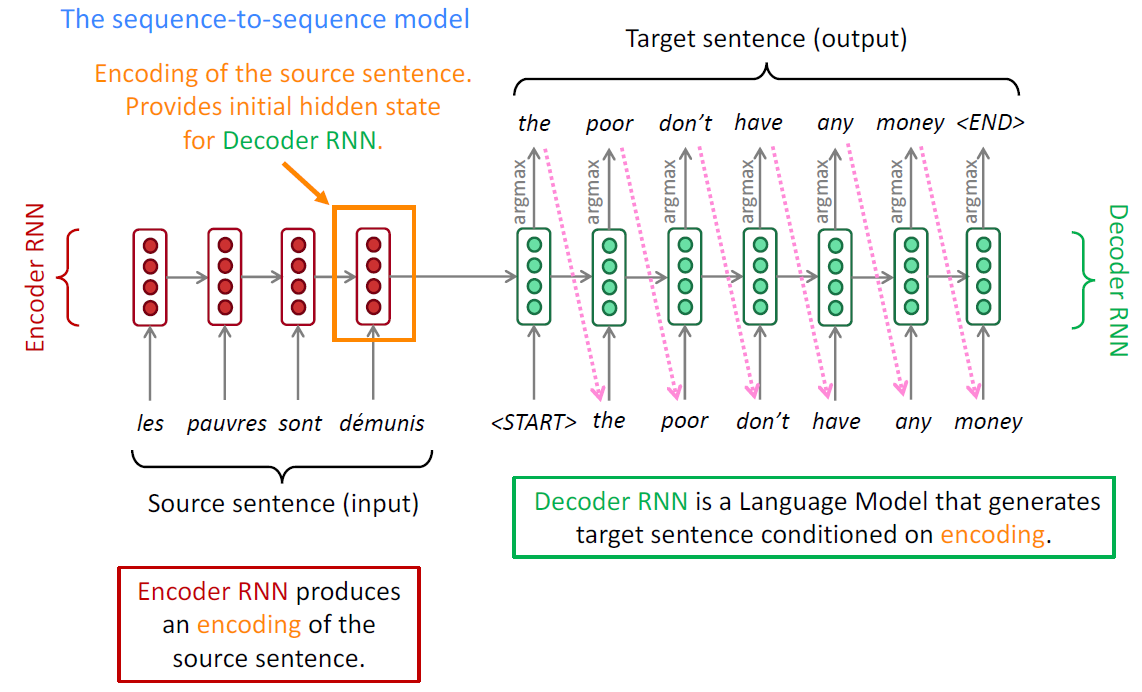 The sequence-to-sequence model
Target sentence (output)
Encoding of the source sentence.
Provides initial hidden state
for Decoder RNN.
the poor don't have any money <END>
argmax argmax argmax argmax argmax argmax argmax
Encoder RNN
Decoder RNN
les pauvres sont démunis
<START> the poor don't have any money
Source sentence (input)
Decoder RNN is a Language Model that generates
target sentence conditioned on encoding.
Encoder RNN produces
an encoding of the
source sentence.